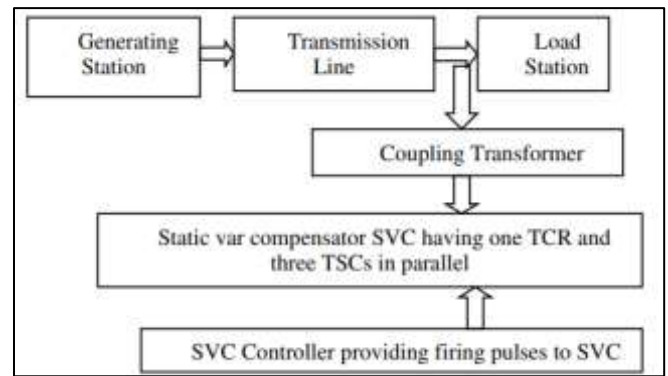 Generating
Station
Transmission
Line
Load
Station
Coupling Transformer
Static var compensator SVC having one TCR and
three TSCs in parallel
SVC Controller providing firing pulses to SVC